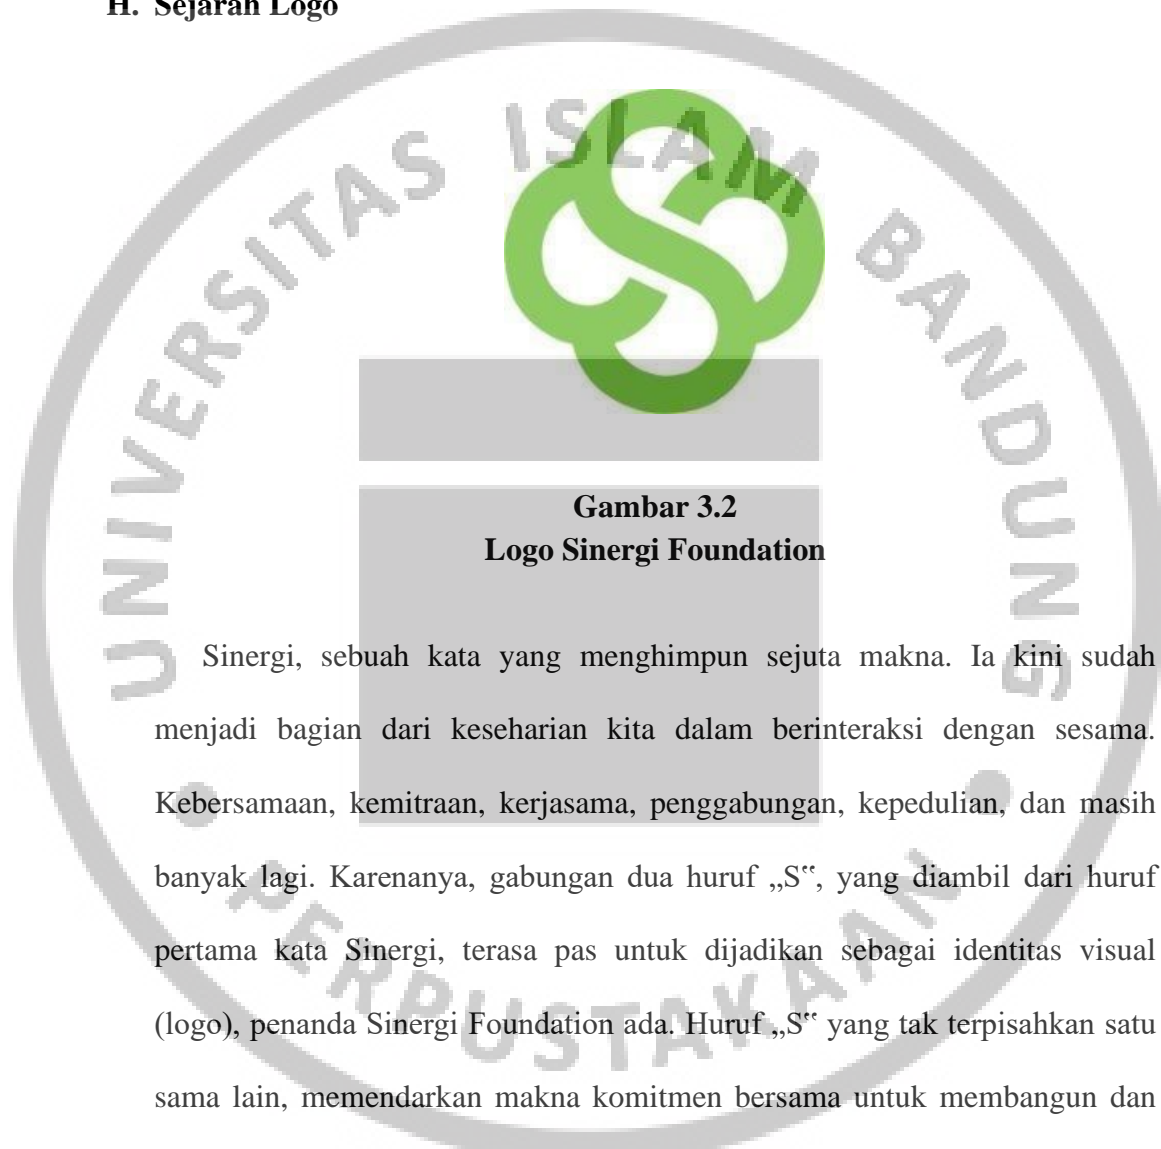 H. Sejarah Logo
UNIVERSITAS ISLAM BANDUNG
Gambar 3.2
Logo Sinergi Foundation
Sinergi, sebuah kata yang menghimpun sejuta makna. Ia kini sudah
menjadi bagian dari keseharian kita dalam berinteraksi dengan sesama.
Kebersamaan, kemitraan, kerjasama, penggabungan, kepedulian, dan masih
banyak lagi. Karenanya, gabungan dua huruf „S‟, yang diambil dari huruf
pertama kata Sinergi, terasa pas untuk dijadikan sebagai identitas visual
(logo), penanda Sinergi Foundation ada. Huruf „S‟ yang tak terpisahkan satu
sama lain, memendarkan makna komitmen bersama untuk membangun dan
PERPUSTAKAAN